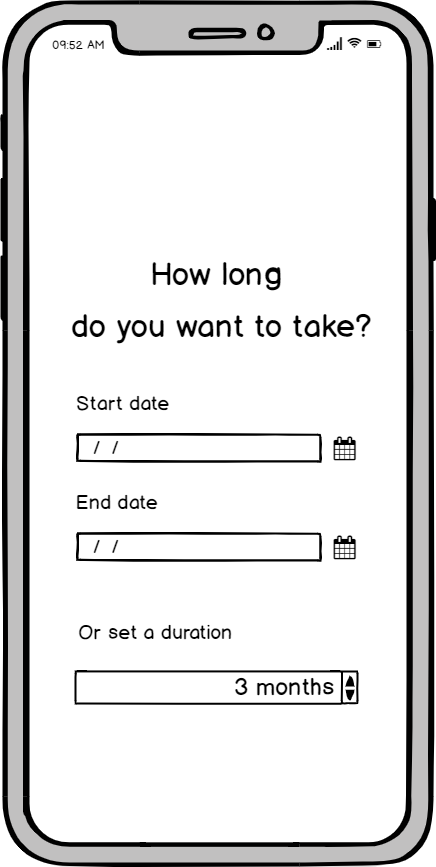 09:52 AM
How long
do you want to take?
Start date
/ /
End date
/ /
Or set a duration
3 months